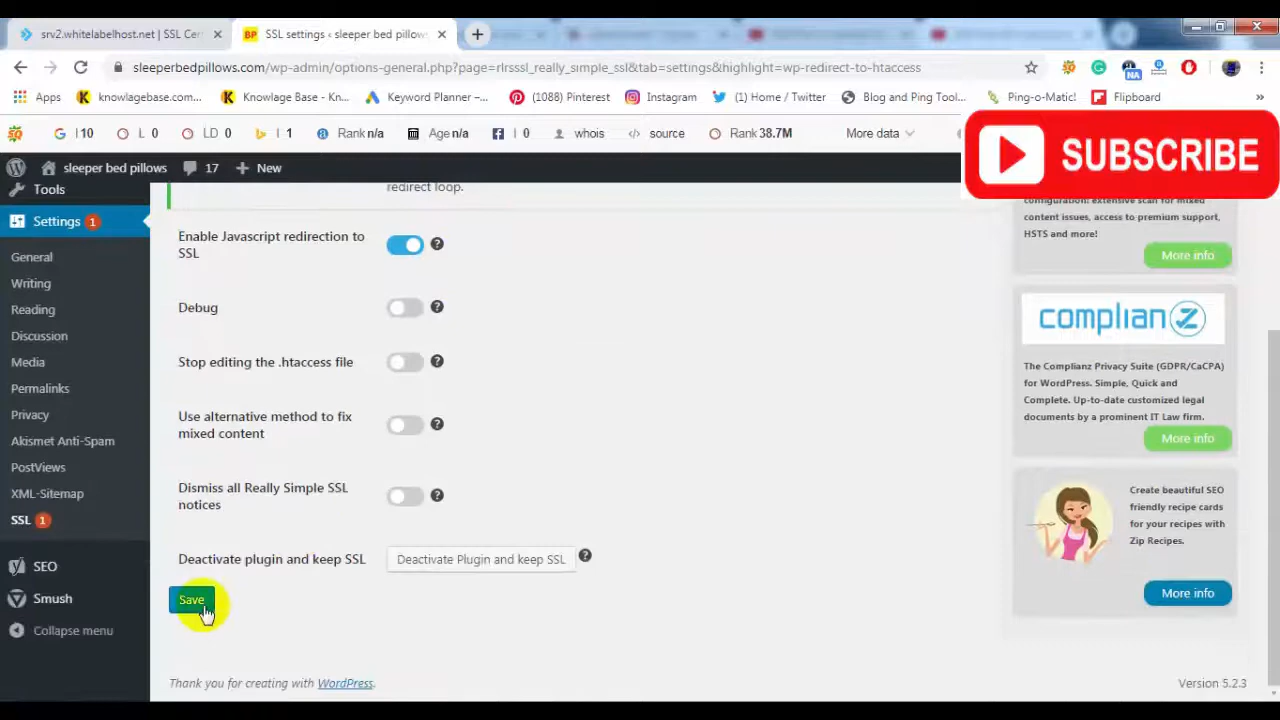 srv2.whitelabelhost.net | SSL Cer
BP SSL settings ‹ sleeper bed pillows
sleeperbedpillows.com/wp-admin/options-general.php?page=rlrsssl_really_simple_ssl&tab=settings&highlight=wp-redirect-to-htaccess
NA
Apps
knowlagebase.com...
Knowlage Base - Kn...
Keyword Planner –...
(1088) Pinterest
Instagram
(1) Home / Twitter
Blog and Ping Tool...
Ping-o-Matic!
Flipboard
»
I 10
L 0
LD 0
I 1
Rank n/a
Age n/a
I 0
whois
source
Rank 38.7M
More data
SUBSCRIBE
sleeper bed pillows
17
New
Tools
Settings 1
General
Writing
Reading
Discussion
Media
Permalinks
Privacy
Akismet Anti-Spam
PostViews
XML-Sitemap
SSL 1
SEO
Smush
Collapse menu
redirect loop.
Enable Javascript redirection to
SSL
Debug
Stop editing the .htaccess file
Use alternative method to fix
mixed content
Dismiss all Really Simple SSL
notices
Deactivate plugin and keep SSL
Deactivate Plugin and keep SSL
Save
Thank you for creating with WordPress.
configuration: extensive scan for mixed
content issues, access to premium support,
HSTS and more!
More info
complianz
The Complianz Privacy Suite (GDPR/CaCPA)
for WordPress. Simple, Quick and
Complete. Up-to-date customized legal
documents by a prominent IT Law firm.
More info
Create beautiful SEO
friendly recipe cards
for your recipes with
Zip Recipes.
More info
Version 5.2.3